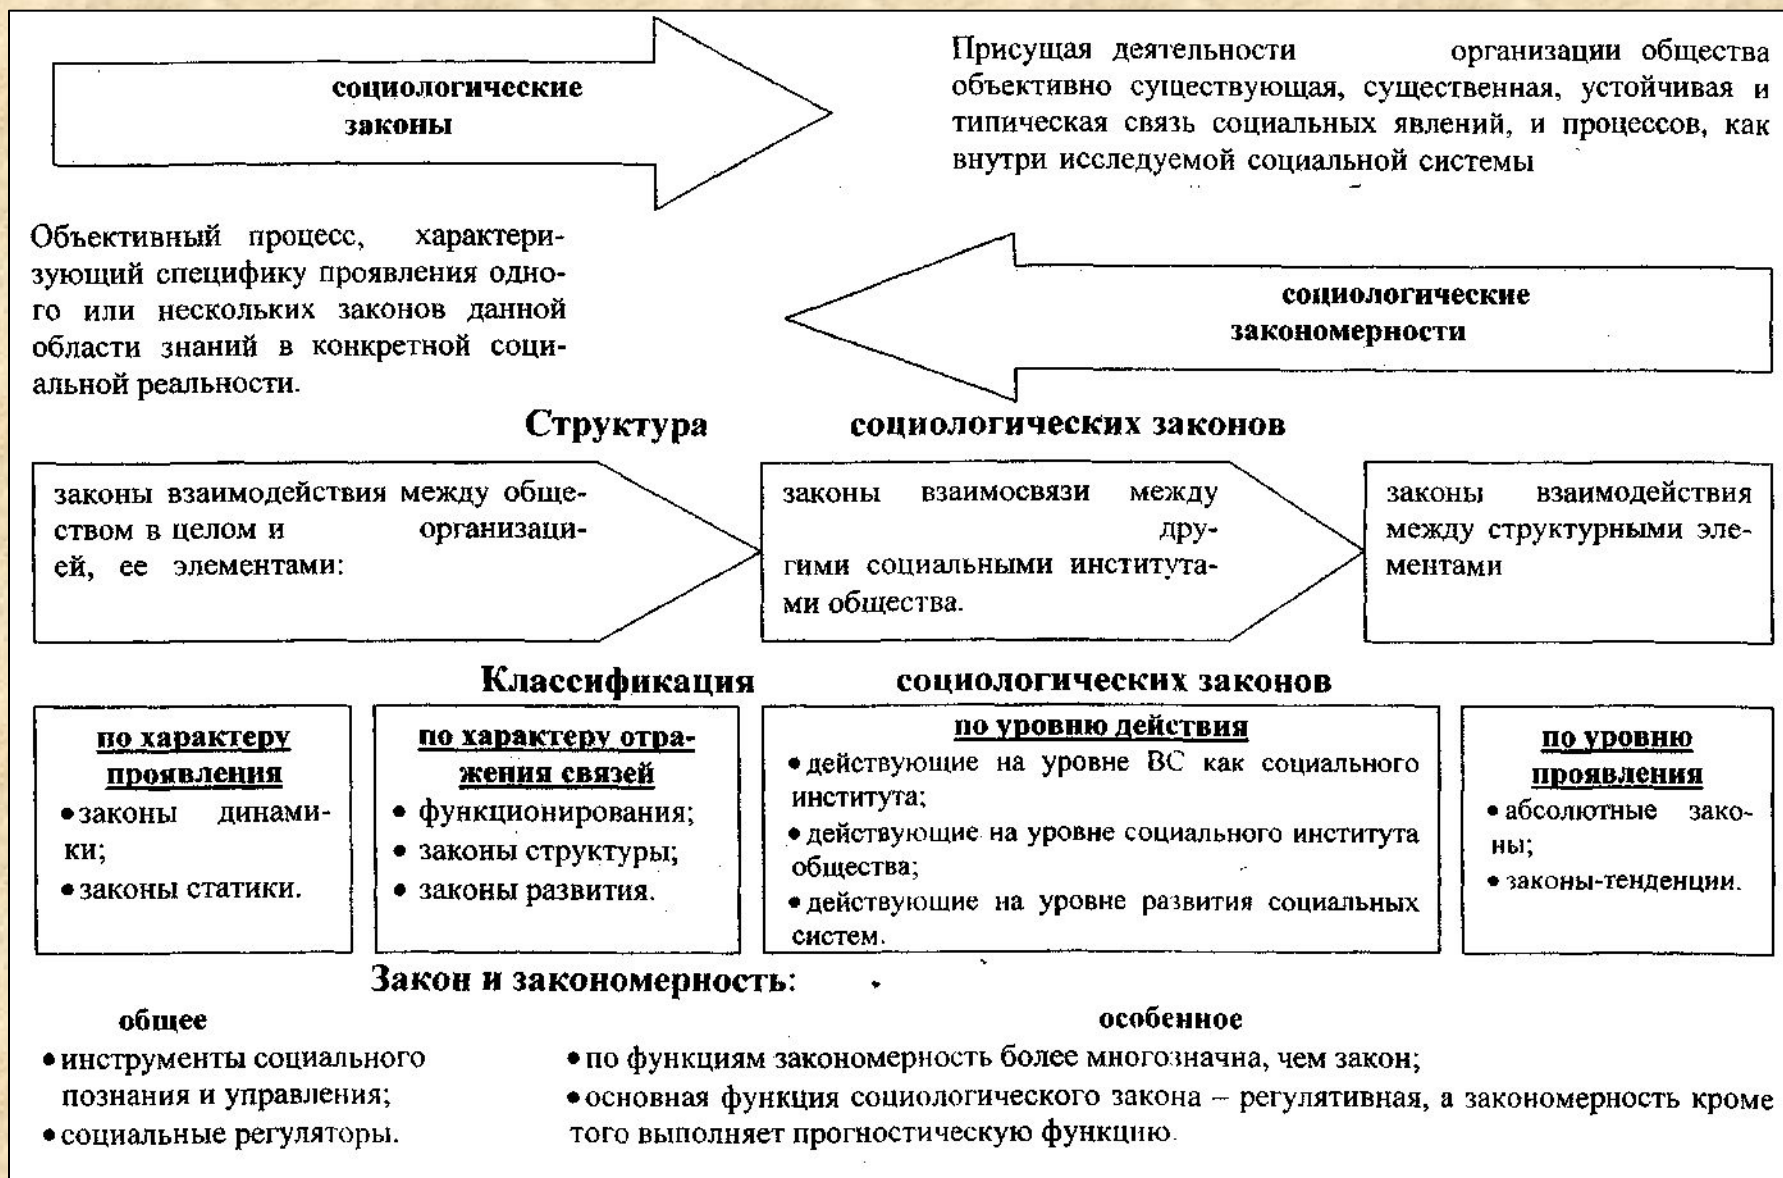 социологические
законы
Присущая деятельности организации общества
объективно существующая, существенная, устойчивая и
типическая связь социальных явлений, и процессов, как
внутри исследуемой социальной системы
Объективный процесс, характери-
зующий специфику проявления одно-
го или нескольких законов данной
области знаний в конкретной соци-
альной реальности.
социологические
закономерности
Структура социологических законов
законы взаимодействия между обще-
ством в целом и организаци-
ей, ее элементами:
законы взаимосвязи между
дру-
гими социальными института-
ми общества.
законы взаимодействия
между структурными эле-
ментами
Классификация социологических законов
по характеру
проявления
•законы динами-
ки;
•законы статики.
по характеру отра-
жения связей
• функционирования;
• законы структуры;
• законы развития.
по уровню действия
•действующие на уровне ВС как социального
института;
•действующие на уровне социального института
общества;
•действующие на уровне развития социальных
систем.
по уровню
проявления
•абсолютные зако-
ны;
•законы-тенденции.
Закон и закономерность:
общее
•инструменты социального
познания и управления;
•социальные регуляторы.
особенное
•по функциям закономерность более многозначна, чем закон;
•основная функция социологического закона – регулятивная, а закономерность кроме
того выполняет прогностическую функцию.